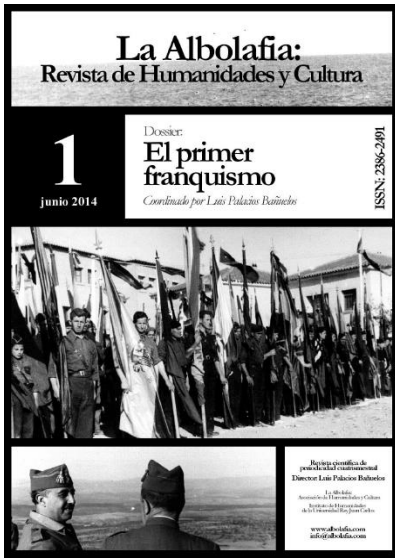 La Albolafia:
Revista de Humanidades y Cultura
1
junio 2014
Dossier:
El primer
franquismo
Coordinado por Luis Palacios Bañuelos
ISSN: 2386-2491
Revista científica de
periodicidad cuatrimestral
Director: Luis Palacios Bañuelos
La Albolafia:
Asociación de Humanidades y Cultura
Instituto de Humanidades
de la Universidad Rey Juan Carlos
www.albolafia.com
info@albolafia.com